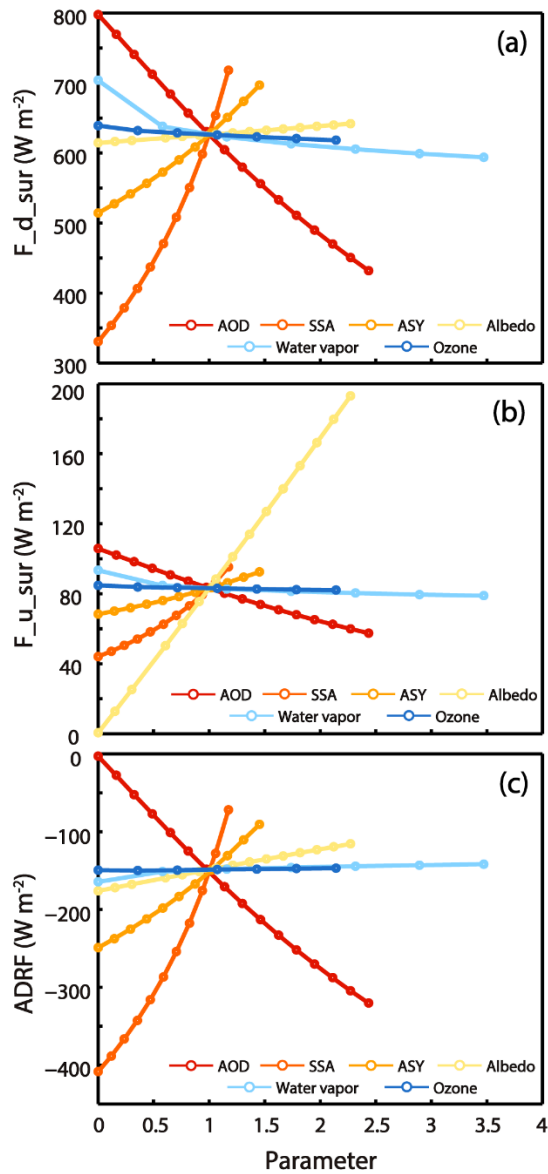 (a)
800
700
600
500
400
300
F_d_sur (W m⁻²)
AOD SSA ASY Albedo
Water vapor Ozone
(b)
200
160
120
80
40
0
F_u_sur (W m⁻²)
AOD SSA ASY Albedo
Water vapor Ozone
(c)
0
−100
−200
−300
−400
ADRF (W m⁻²)
AOD SSA ASY Albedo
Water vapor Ozone
0 0.5 1 1.5 2 2.5 3 3.5 4
Parameter